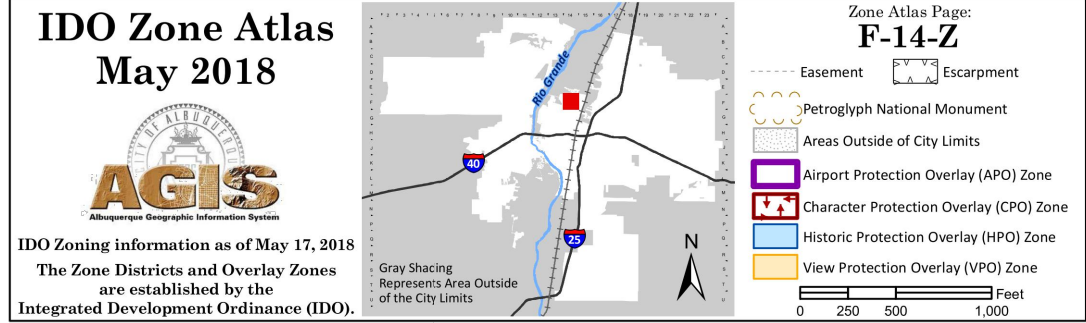 IDO Zone Atlas
May 2018
CITY OF ALBUQUERQUE
AGIS
Albuquerque Geographic Information System
IDO Zoning information as of May 17, 2018
The Zone Districts and Overlay Zones
are established by the
Integrated Development Ordinance (IDO).
Rio Grande
40
25
N
Gray Shacing
Represents Area Outside
of the City Limits
Zone Atlas Page:
F-14-Z
Easement
Escarpment
Petroglyph National Monument
Areas Outside of City Limits
Airport Protection Overlay (APO) Zone
Character Protection Overlay (CPO) Zone
Historic Protection Overlay (HPO) Zone
View Protection Overlay (VPO) Zone
Feet
0 250 500 1,000